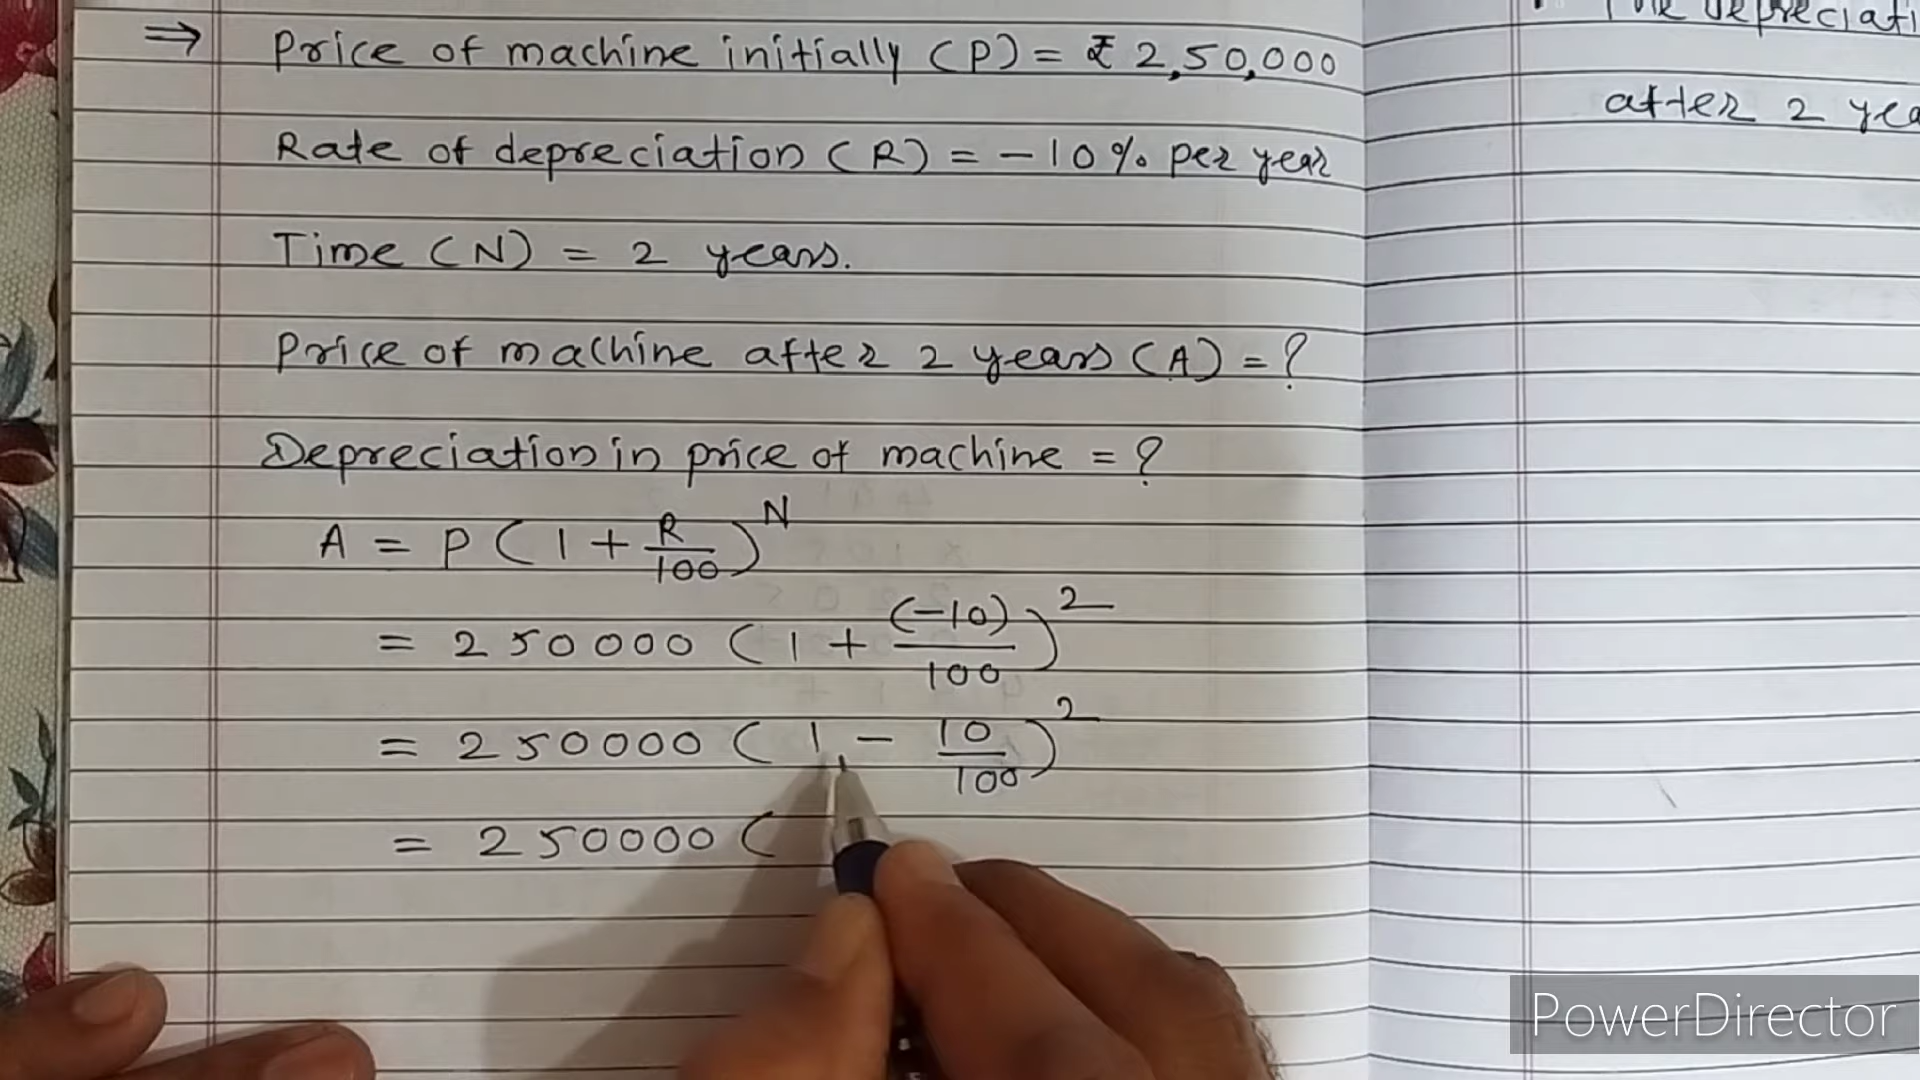 ⇒ Price of machine initially (P) = ₹ 2,50,000
Rate of depreciation (R) = -10% per year
Time (N) = 2 years.
Price of machine after 2 years (A) = ?
Depreciation in price of machine = ?
A = P (1 + R/100)^N
= 250000 (1 + (-10)/100)^2
= 250000 (1 - 10/100)^2
= 250000 (
after 2
PowerDirector